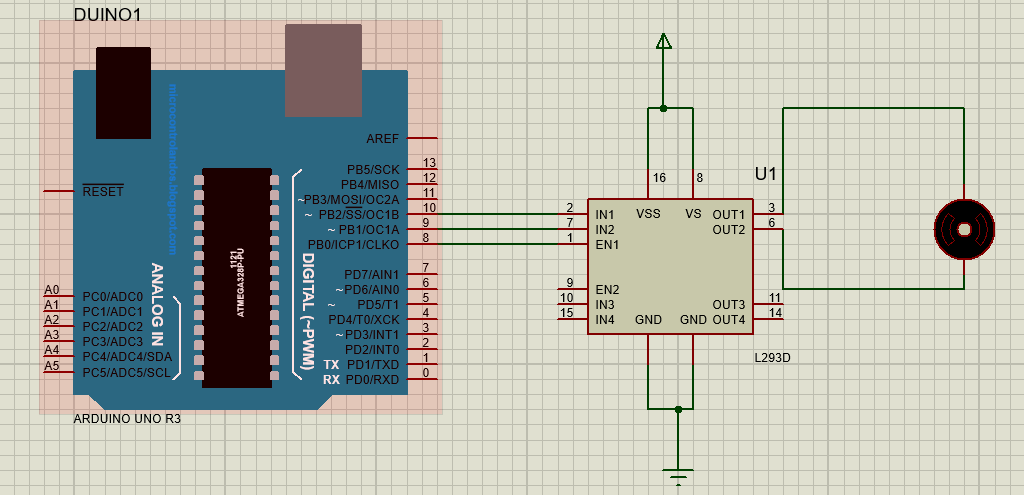 DUINO1
microcontrolandos.blogspot.com
RESET
AREF
PB5/SCK 13
PB4/MISO 12
~PB3/MOSI/OC2A 11
~ PB2/SS/OC1B 10
~ PB1/OC1A 9
PB0/ICP1/CLKO 8
PD7/AIN1 7
~PD6/AIN0 6
~ PD5/T1 5
PD4/T0/XCK 4
~PD3/INT1 3
PD2/INT0 2
TX PD1/TXD 1
RX PD0/RXD 0
DIGITAL (~PWM)
1121
ATMEGA328P-PU
ANALOG IN
A0 PC0/ADC0
A1 PC1/ADC1
A2 PC2/ADC2
A3 PC3/ADC3
A4 PC4/ADC4/SDA
A5 PC5/ADC5/SCL
ARDUINO UNO R3
U1
16 8
VSS VS
2 IN1 OUT1 3
7 IN2 OUT2 6
1 EN1
9 EN2
10 IN3 OUT3 11
15 IN4 GND GND OUT4 14
L293D